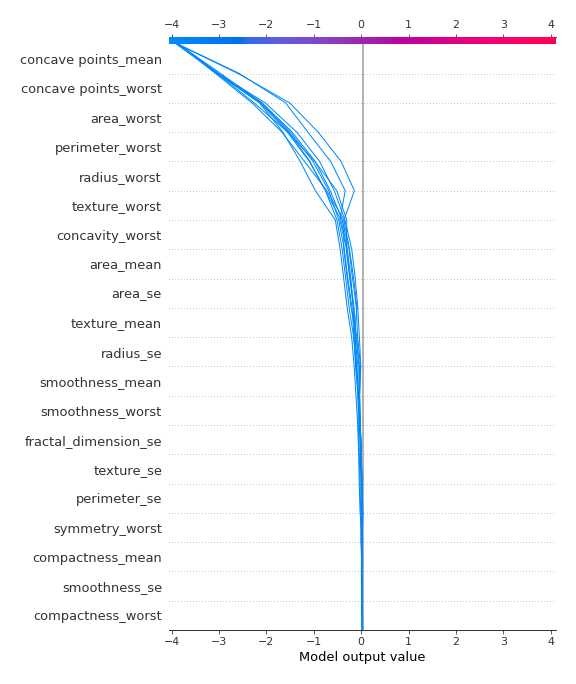 −4 −3 −2 −1 0 1 2 3 4
concave points_mean
concave points_worst
area_worst
perimeter_worst
radius_worst
texture_worst
concavity_worst
area_mean
area_se
texture_mean
radius_se
smoothness_mean
smoothness_worst
fractal_dimension_se
texture_se
perimeter_se
symmetry_worst
compactness_mean
smoothness_se
compactness_worst
−4 −3 −2 −1 0 1 2 3 4
Model output value